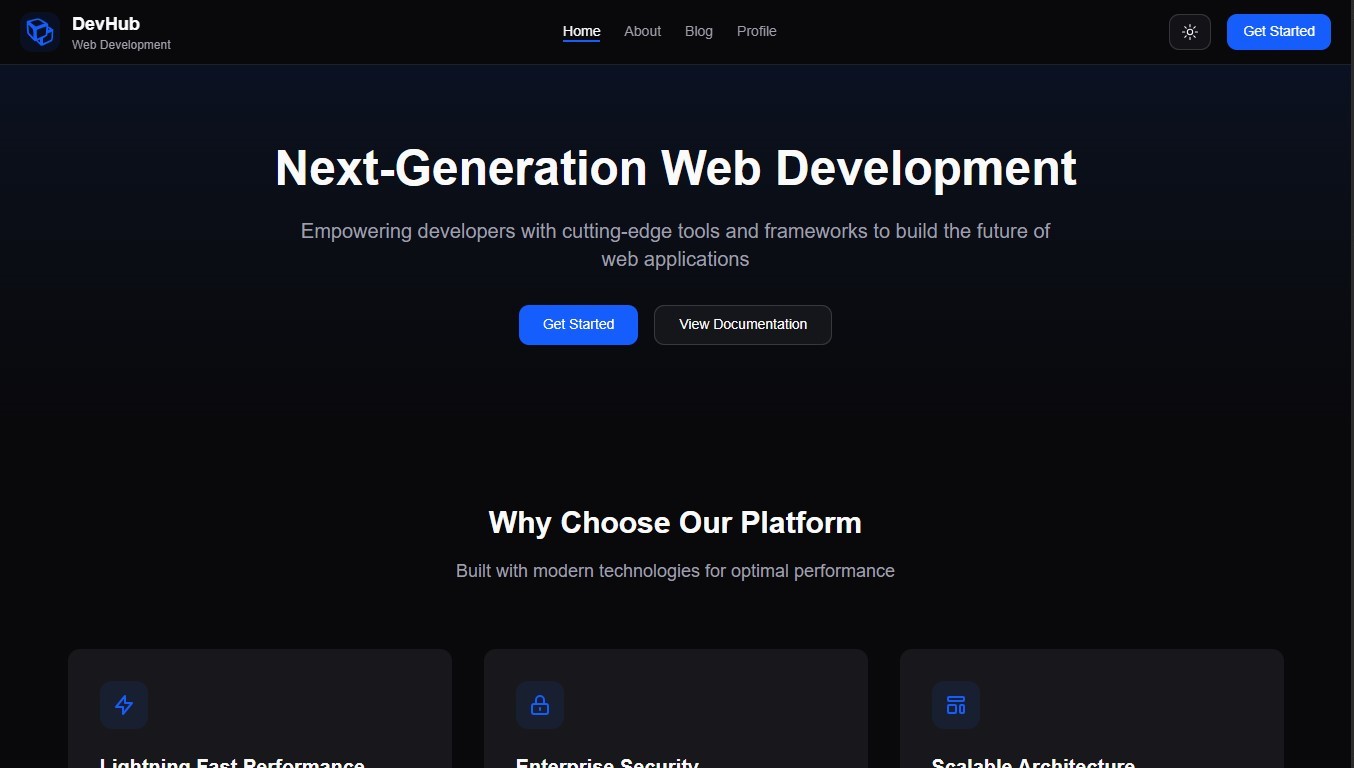 DevHub
Web Development
Home
About
Blog
Profile
Get Started
Next-Generation Web Development
Empowering developers with cutting-edge tools and frameworks to build the future of
web applications
Get Started
View Documentation
Why Choose Our Platform
Built with modern technologies for optimal performance
Lightning Fast Performance
Enterprise Security
Scalable Architecture